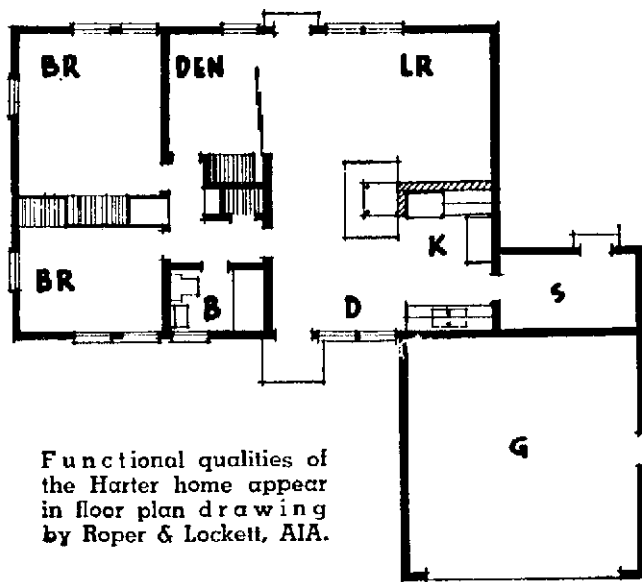 BR
DEN
LR
K
BR
B
D
S
G
Functional qualities of
the Harter home appear
in floor plan drawing
by Roper & Lockett, AIA.